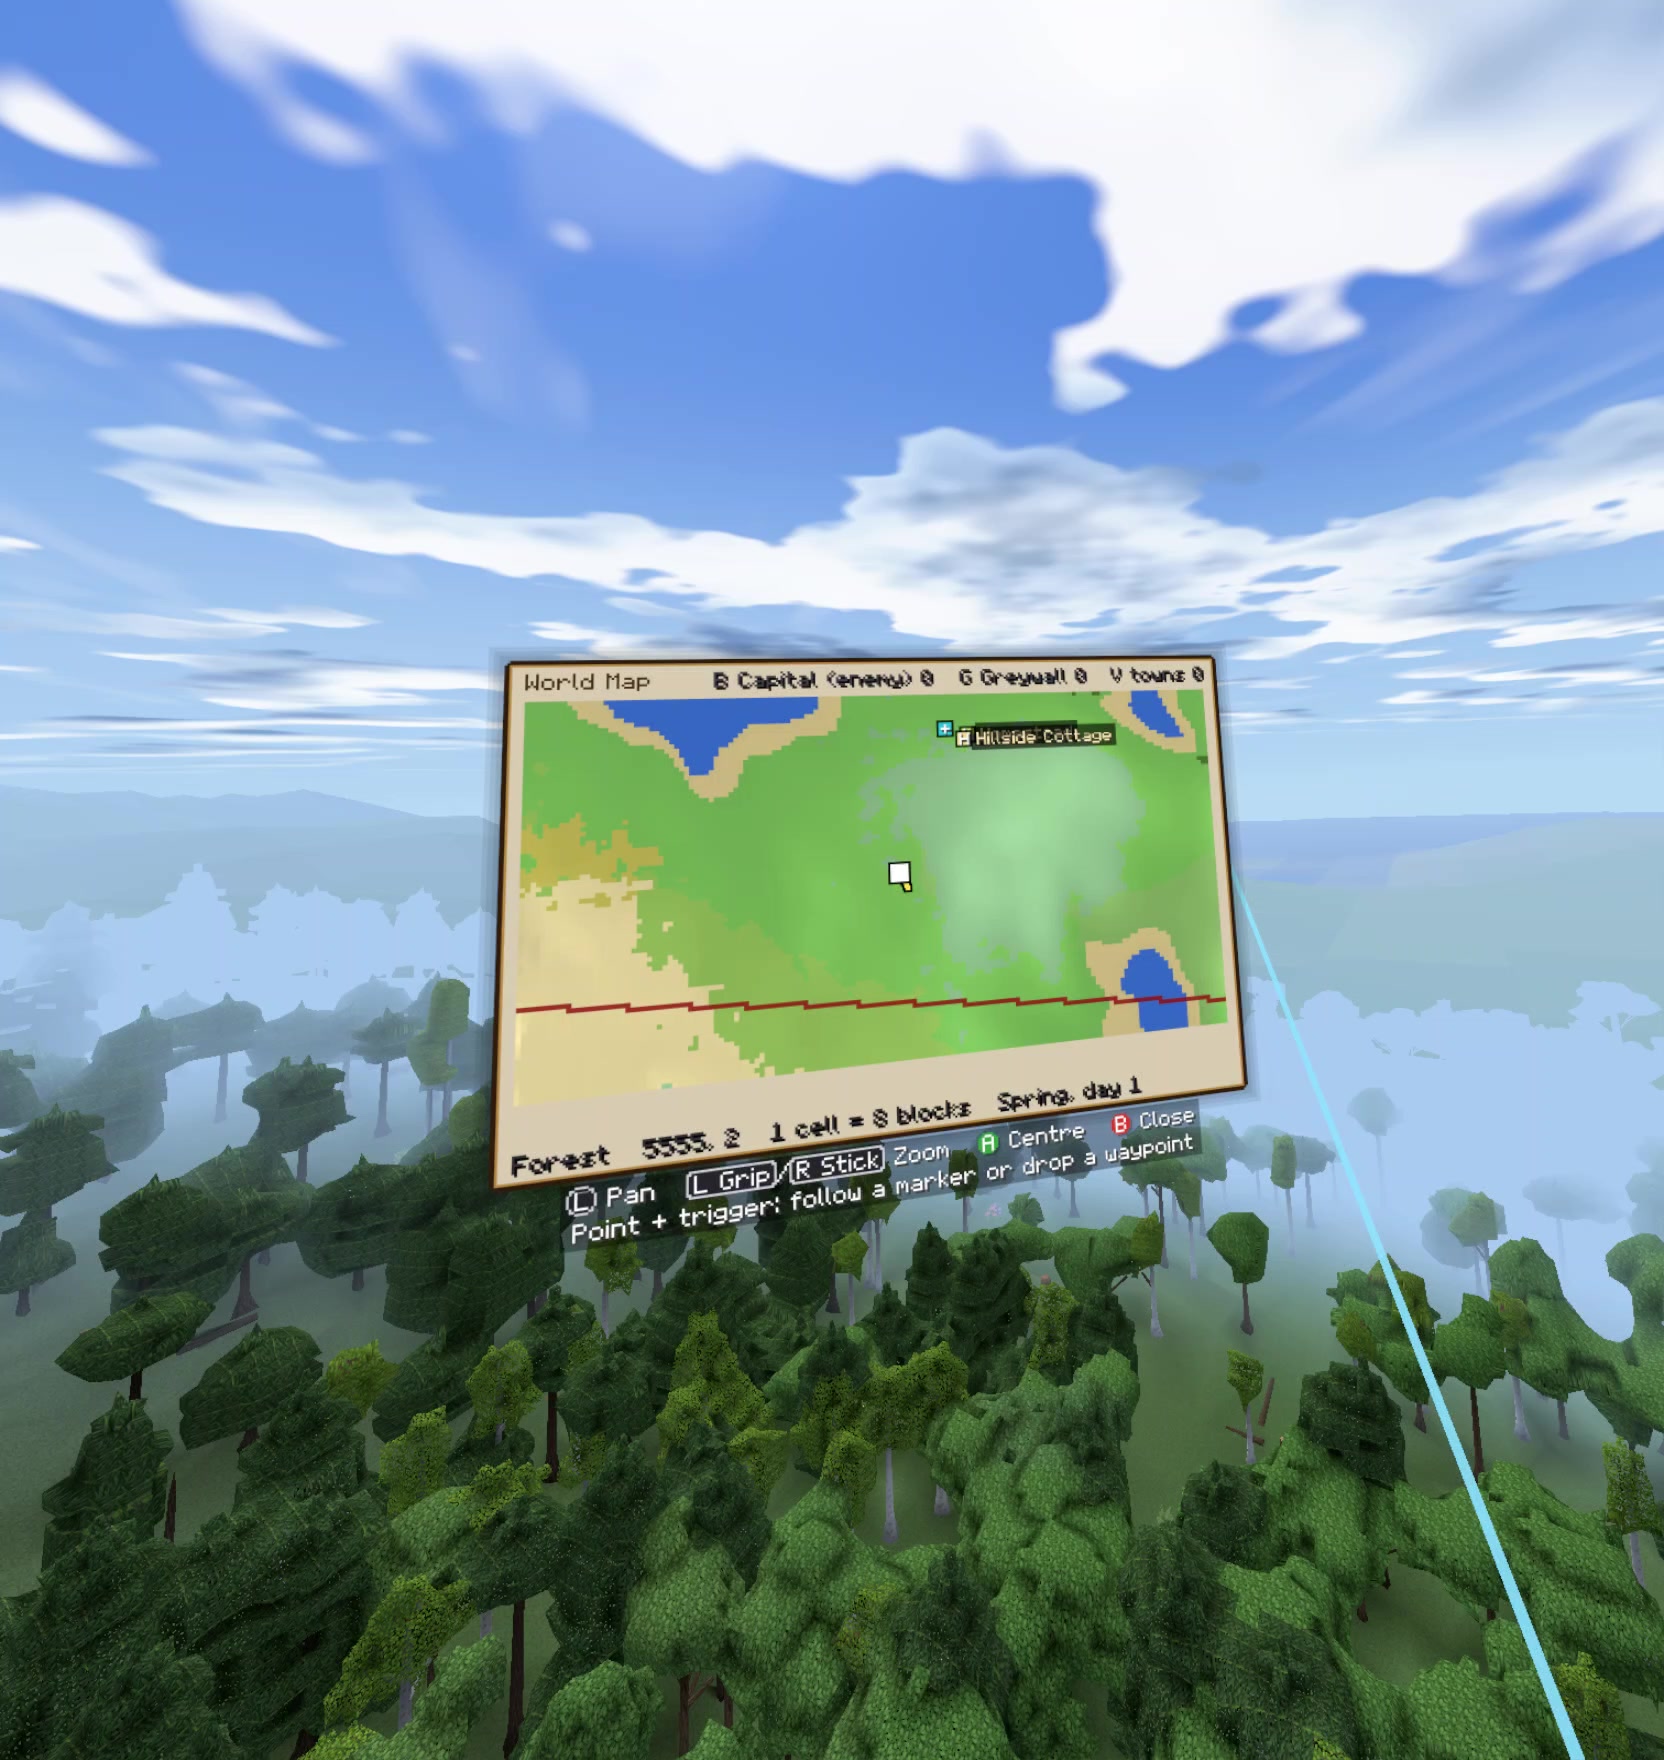 World Map B Capital (enemy) 0 G Greywall 0 V towns 0
Hillside Cottage
Forest 5555, 2 1 cell = 8 blocks Spring, day 1
L Pan L Grip/R Stick Zoom A Centre B Close
Point + trigger: follow a marker or drop a waypoint